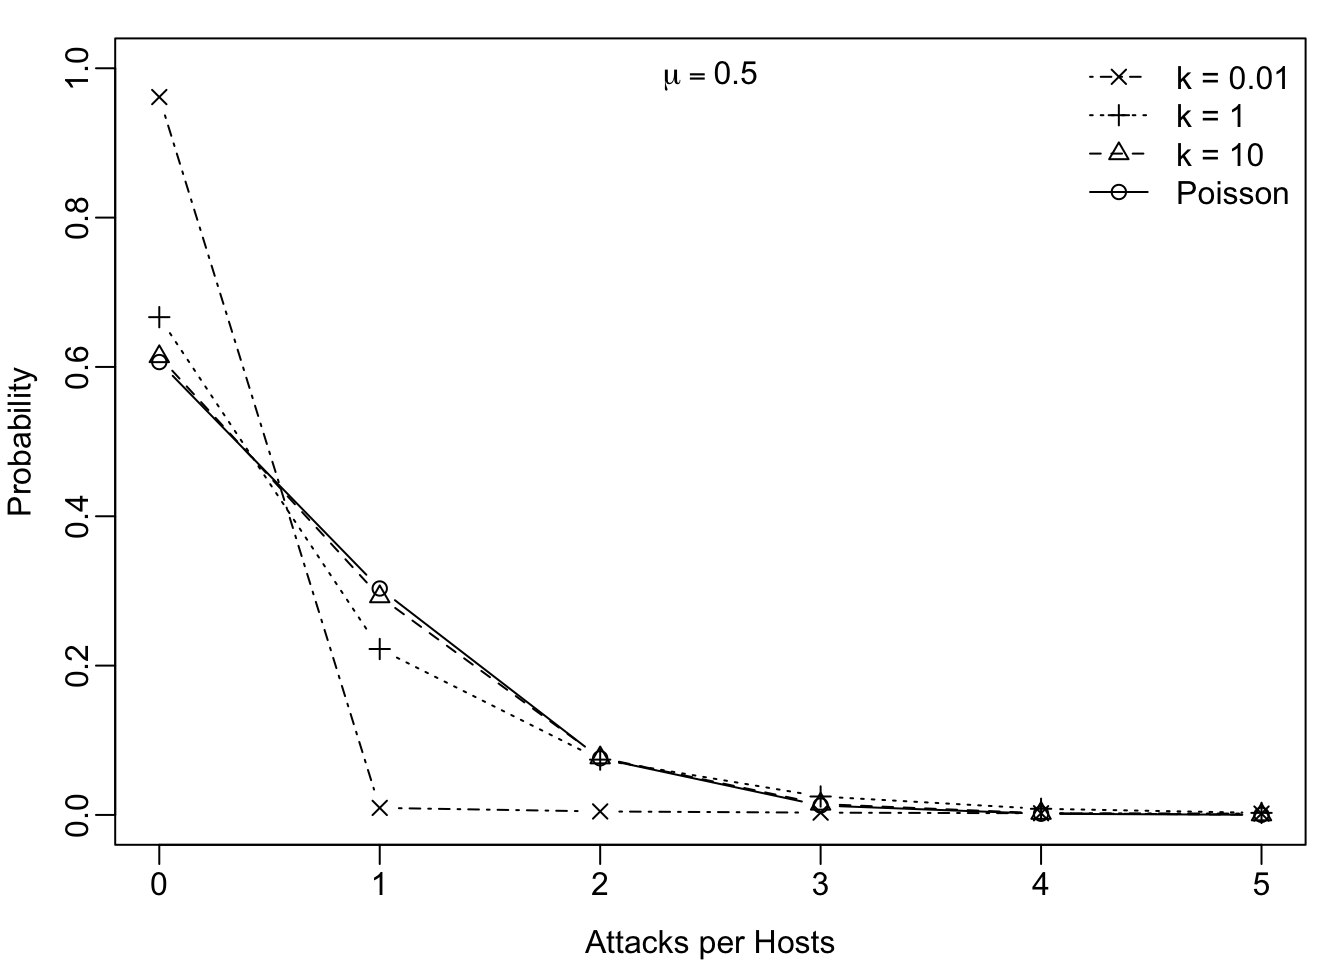 μ = 0.5
k = 0.01
k = 1
k = 10
Poisson
Probability
1.0
0.8
0.6
0.4
0.2
0.0
0 1 2 3 4 5
Attacks per Hosts